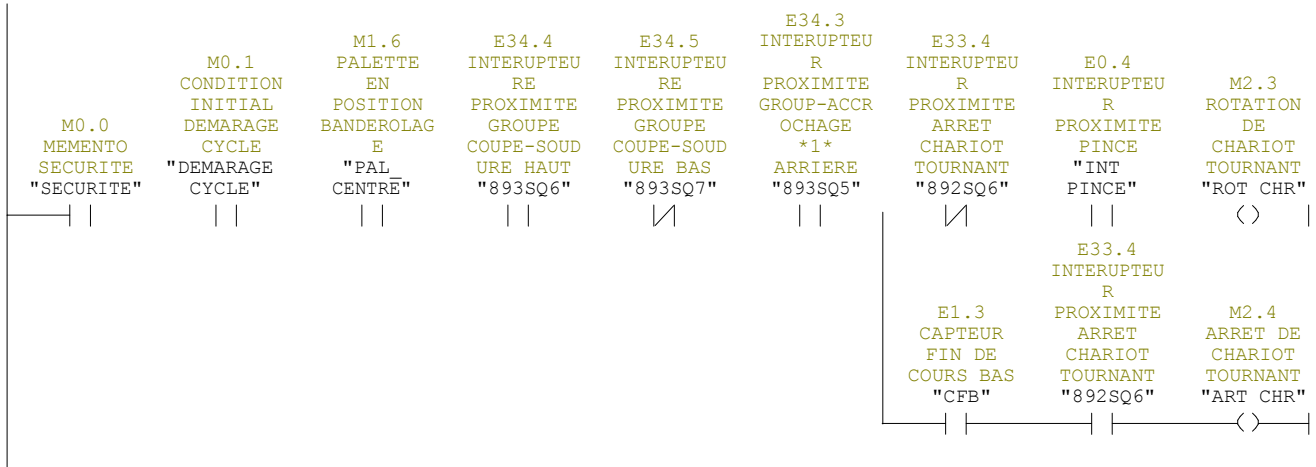 M0.0
MEMENTO
SECURITE
"SECURITE"
M0.1
CONDITION
INITIAL
DEMARAGE
CYCLE
"DEMARAGE
CYCLE"
M1.6
PALETTE
EN
POSITION
BANDEROLAG
E
"PAL_
CENTRE"
E34.4
INTERUPTEU
RE
PROXIMITE
GROUPE
COUPE-SOUD
URE HAUT
"893SQ6"
E34.5
INTERUPTEU
RE
PROXIMITE
GROUPE
COUPE-SOUD
URE BAS
"893SQ7"
E34.3
INTERUPTEU
R
PROXIMITE
GROUP-ACCR
OCHAGE
*1*
ARRIERE
"893SQ5"
E33.4
INTERUPTEU
R
PROXIMITE
ARRET
CHARIOT
TOURNANT
"892SQ6"
E0.4
INTERUPTEU
R
PROXIMITE
PINCE
"INT
PINCE"
M2.3
ROTATION
DE
CHARIOT
TOURNANT
"ROT CHR"
E1.3
CAPTEUR
FIN DE
COURS BAS
"CFB"
E33.4
INTERUPTEU
R
PROXIMITE
ARRET
CHARIOT
TOURNANT
"892SQ6"
M2.4
ARRET DE
CHARIOT
TOURNANT
"ART CHR"